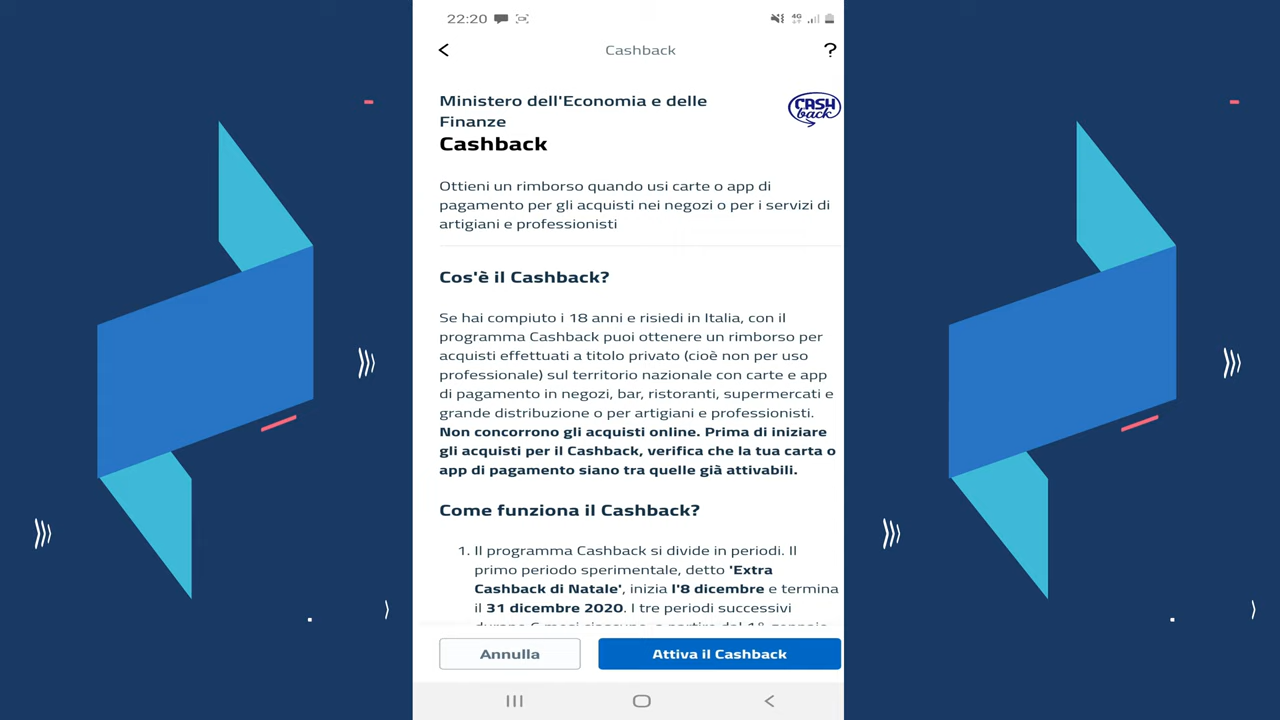 22:20
4G
Cashback
?
Ministero dell'Economia e delle
Finanze
CASH
back
Cashback
Ottieni un rimborso quando usi carte o app di
pagamento per gli acquisti nei negozi o per i servizi di
artigiani e professionisti
Cos'è il Cashback?
Se hai compiuto i 18 anni e risiedi in Italia, con il
programma Cashback puoi ottenere un rimborso per
acquisti effettuati a titolo privato (cioè non per uso
professionale) sul territorio nazionale con carte e app
di pagamento in negozi, bar, ristoranti, supermercati e
grande distribuzione o per artigiani e professionisti.
Non concorrono gli acquisti online. Prima di iniziare
gli acquisti per il Cashback, verifica che la tua carta o
app di pagamento siano tra quelle già attivabili.
Come funziona il Cashback?
1. Il programma Cashback si divide in periodi. Il
primo periodo sperimentale, detto 'Extra
Cashback di Natale', inizia l'8 dicembre e termina
il 31 dicembre 2020. I tre periodi successivi
Annulla
Attiva il Cashback